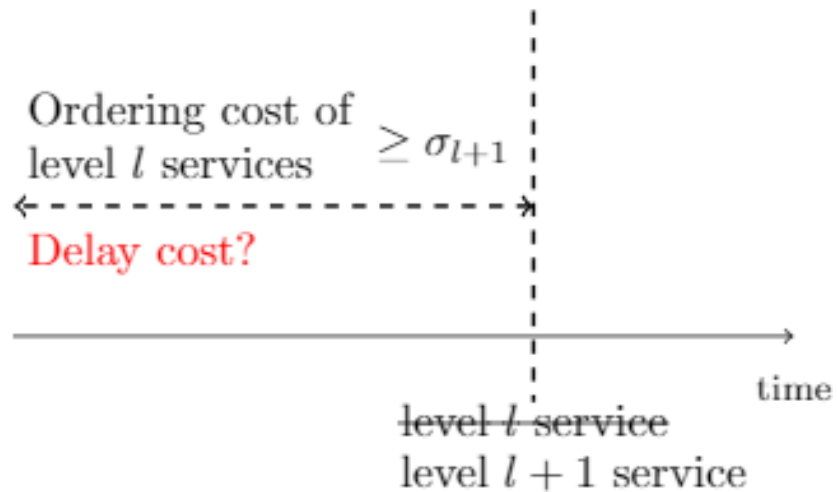 Ordering cost of
level l services ≥ σ_{l+1}
Delay cost?
time
level l service
level l + 1 service